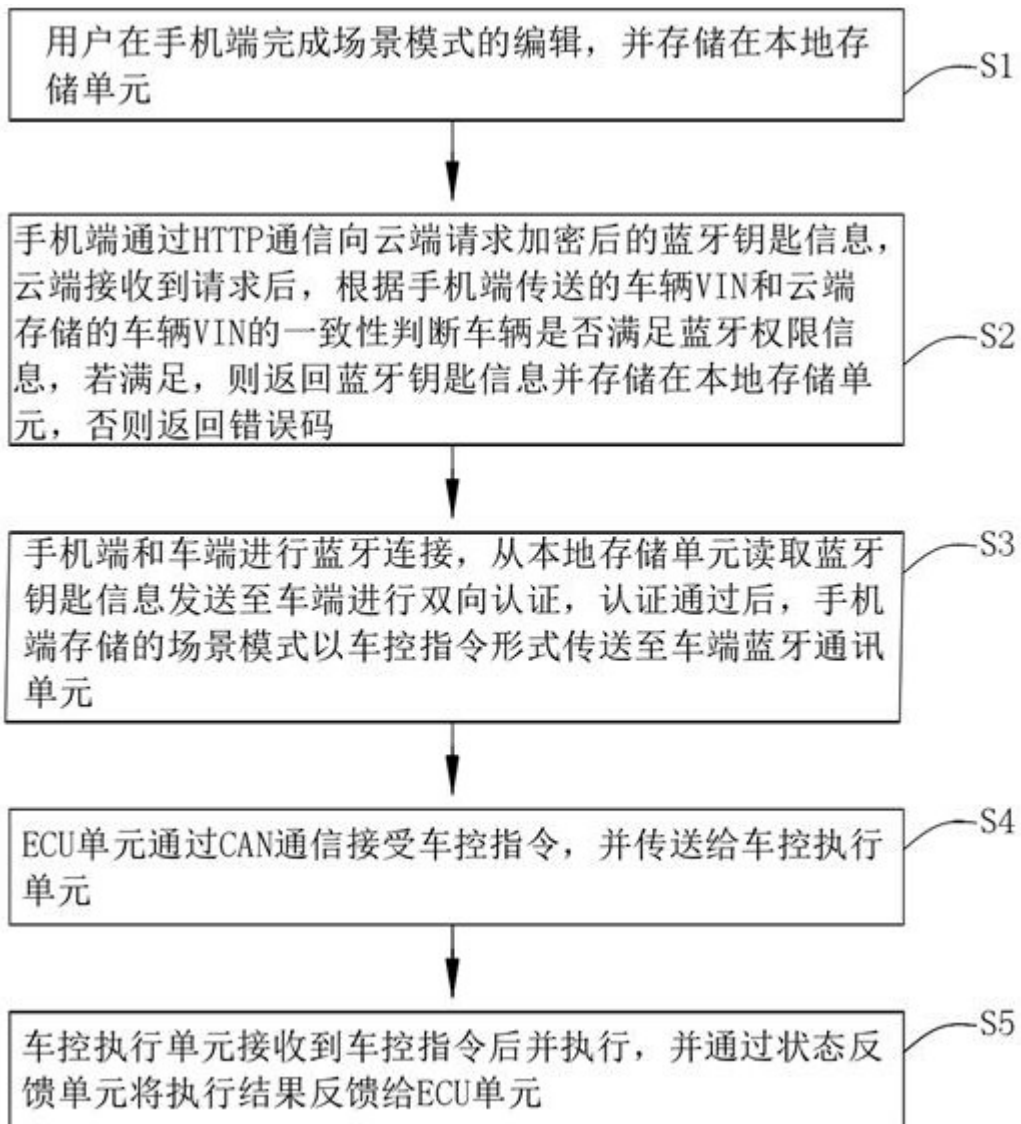 用户在手机端完成场景模式的编辑，并存储在本地存
储单元
S1
手机端通过HTTP通信向云端请求加密后的蓝牙钥匙信息，
云端接收到请求后，根据手机端传送的车辆VIN和云端
存储的车辆VIN的一致性判断车辆是否满足蓝牙权限信
息，若满足，则返回蓝牙钥匙信息并存储在本地存储单
元，否则返回错误码
S2
手机端和车端进行蓝牙连接，从本地存储单元读取蓝牙
钥匙信息发送至车端进行双向认证，认证通过后，手机
端存储的场景模式以车控指令形式传送至车端蓝牙通讯
单元
S3
ECU单元通过CAN通信接受车控指令，并传送给车控执行
单元
S4
车控执行单元接收到车控指令后并执行，并通过状态反
馈单元将执行结果反馈给ECU单元
S5